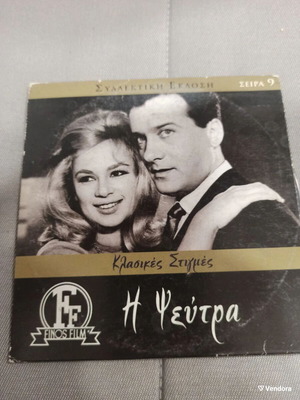 ΣΥΛΛΕΚΤΙΚΗ ΕΚΔΟΣΗ
ΣΕΙΡΑ 9
Κλασικές Στιγμές
FF
FINOS FILM
Η Ψεύτρα
Vendora